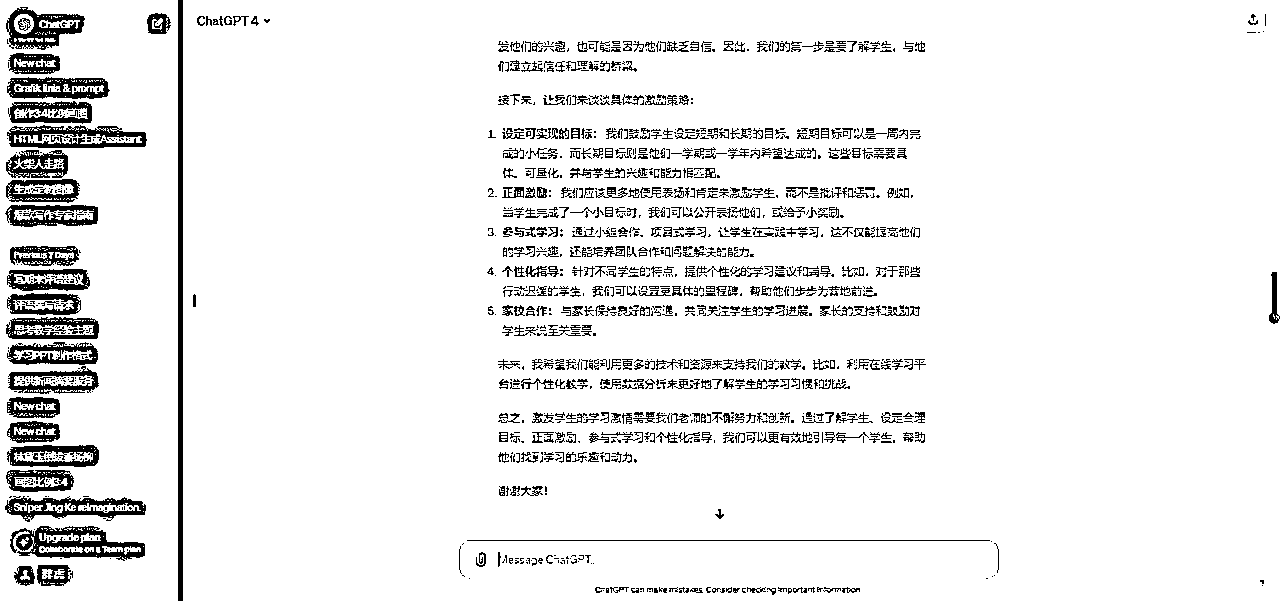 ChatGPT
New chat
Grafik linia & prompt
HTML网页设计生成Assistant
火柴人走路
Previous 7 Days
思考教学经验主题
学习PPT制作格式
New chat
New chat
画图比例3:4
Sniper Jing Ke reimagination.
Upgrade plan
Collaborate on a Team plan
ChatGPT 4
发他们的兴趣，也可能是因为他们缺乏自信。因此，我们的第一步是要了解学生，与他
们建立起信任和理解的桥梁。
接下来，让我们来谈谈具体的激励策略：
1. 设定可实现的目标： 我们鼓励学生设定短期和长期的目标。短期目标可以是一周内完
成的小任务，而长期目标则是他们一学期或一学年内希望达成的。这些目标需要具
体、可量化，并与学生的兴趣和能力相匹配。
2. 正面激励： 我们应该更多地使用表扬和肯定来激励学生，而不是批评和惩罚。例如，
当学生完成了一个小目标时，我们可以公开表扬他们，或给予小奖励。
3. 参与式学习： 通过小组合作、项目式学习，让学生在实践中学习，这不仅能提高他们
的学习兴趣，还能培养团队合作和问题解决的能力。
4. 个性化指导： 针对不同学生的特点，提供个性化的学习建议和指导。比如，对于那些
行动迟缓的学生，我们可以设置更具体的里程碑，帮助他们步步为营地前进。
5. 家校合作： 与家长保持良好的沟通，共同关注学生的学习进展。家长的支持和鼓励对
学生来说至关重要。
未来，我希望我们能利用更多的技术和资源来支持我们的教学。比如，利用在线学习平
台进行个性化教学，使用数据分析来更好地了解学生的学习习惯和挑战。
总之，激发学生的学习激情需要我们老师的不懈努力和创新。通过了解学生、设定合理
目标、正面激励、参与式学习和个性化指导，我们可以更有效地引导每一个学生，帮助
他们找到学习的乐趣和动力。
谢谢大家！
Message ChatGPT...
ChatGPT can make mistakes. Consider checking important information.
?